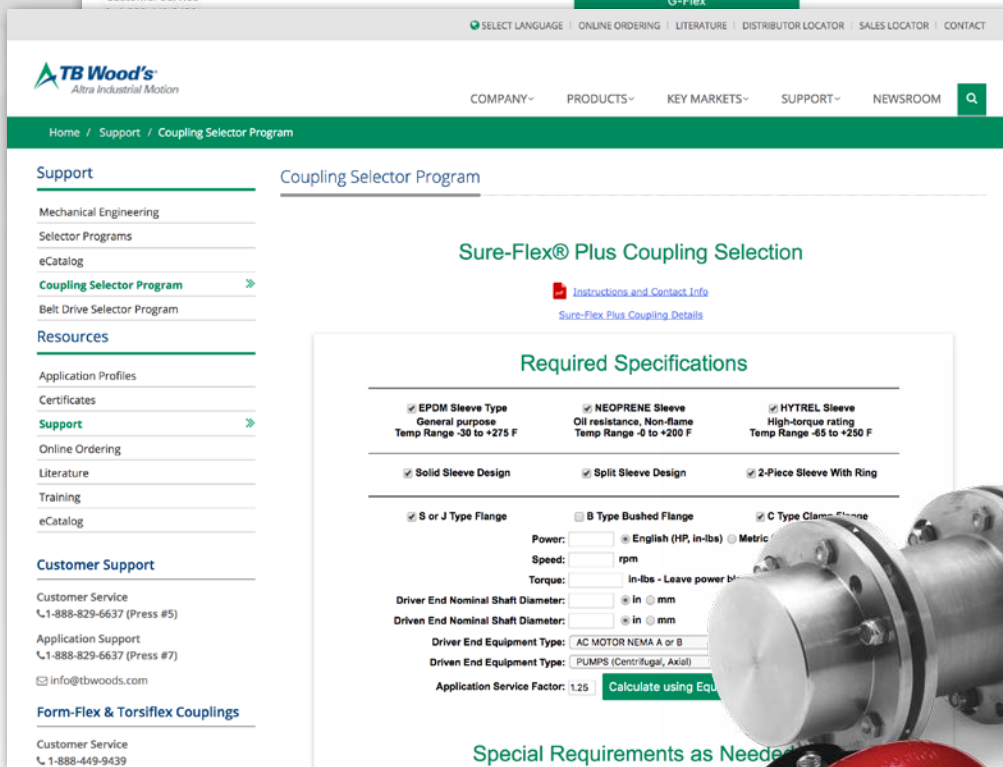 G-Flex
SELECT LANGUAGE | ONLINE ORDERING | LITERATURE | DISTRIBUTOR LOCATOR | SALES LOCATOR | CONTACT
TB Wood's
Altra Industrial Motion
COMPANY PRODUCTS KEY MARKETS SUPPORT NEWSROOM
Home / Support / Coupling Selector Program
Support
Mechanical Engineering
Selector Programs
eCatalog
Coupling Selector Program »
Belt Drive Selector Program
Resources
Application Profiles
Certificates
Support »
Online Ordering
Literature
Training
eCatalog
Customer Support
Customer Service
1-888-829-6637 (Press #5)
Application Support
1-888-829-6637 (Press #7)
info@tbwoods.com
Form-Flex & Torsiflex Couplings
Customer Service
1-888-449-9439
Coupling Selector Program
Sure-Flex® Plus Coupling Selection
Instructions and Contact Info
Sure-Flex Plus Coupling Details
Required Specifications
EPDM Sleeve Type NEOPRENE Sleeve HYTREL Sleeve
General purpose Oil resistance, Non-flame High-torque rating
Temp Range -30 to +275 F Temp Range -0 to +200 F Temp Range -65 to +250 F
Solid Sleeve Design Split Sleeve Design 2-Piece Sleeve With Ring
S or J Type Flange B Type Bushed Flange C Type Clamp Flange
Power: English (HP, in-lbs) Metric
Speed: rpm
Torque: in-lbs - Leave power
Driver End Nominal Shaft Diameter: in mm
Driven End Nominal Shaft Diameter: in mm
Driver End Equipment Type: AC MOTOR NEMA A or B
Driven End Equipment Type: PUMPS (Centrifugal, Axial)
Application Service Factor: 1.25 Calculate using
Special Requirements as Needed